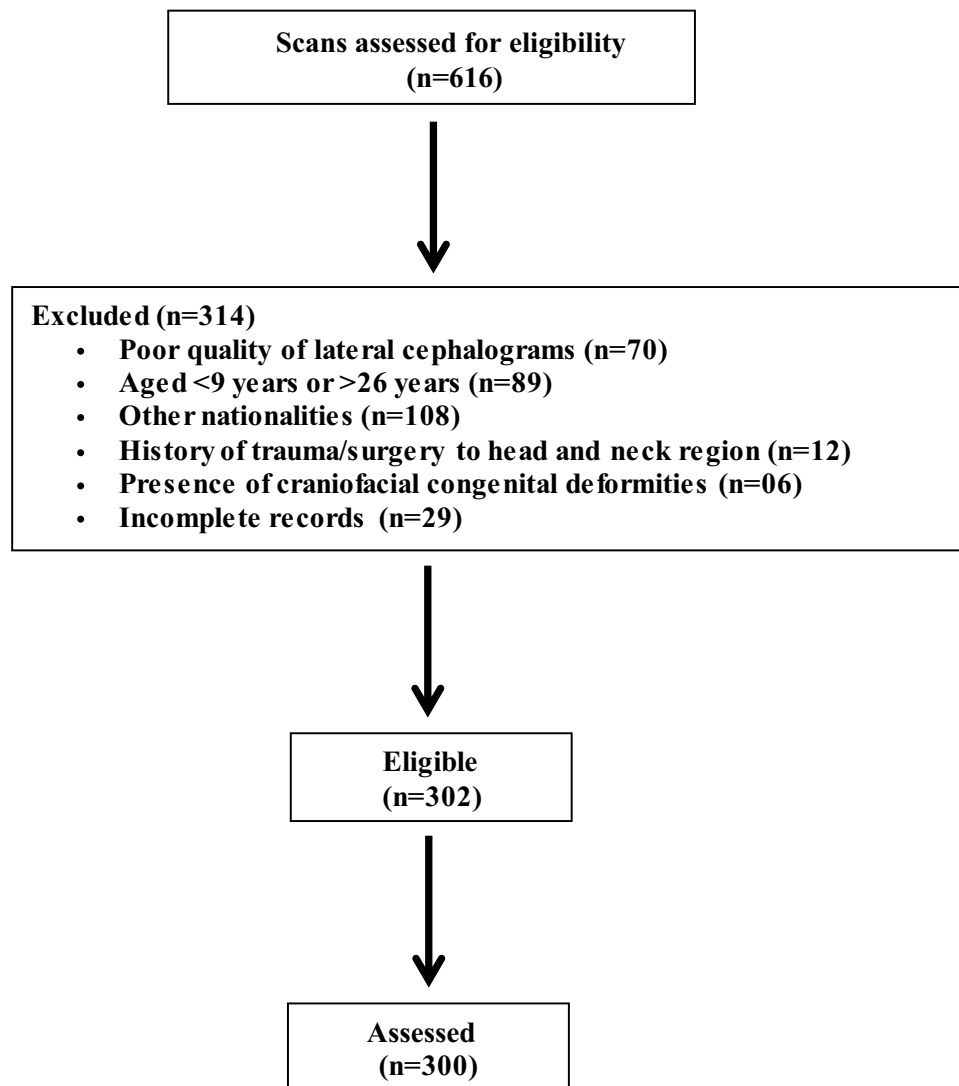 Scans assessed for eligibility
(n=616)
Excluded (n=314)
• Poor quality of lateral cephalograms (n=70)
• Aged <9 years or >26 years (n=89)
• Other nationalities (n=108)
• History of trauma/surgery to head and neck region (n=12)
• Presence of craniofacial congenital deformities (n=06)
• Incomplete records (n=29)
Eligible
(n=302)
Assessed
(n=300)